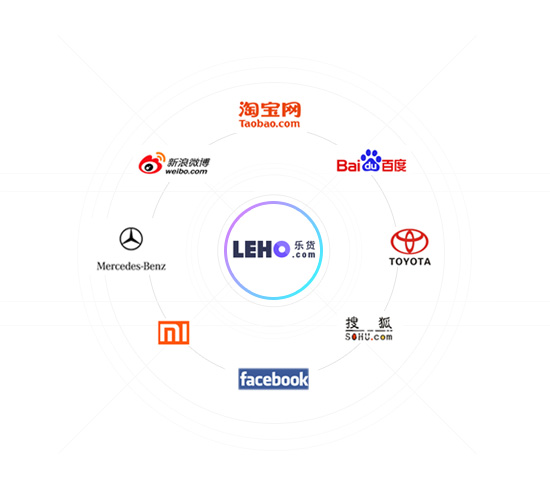 淘宝网
Taobao.com
新浪微博
weibo.com
Bai du 百度
Mercedes-Benz
LEHO 乐货
.com
TOYOTA
mi
搜狐
SOHU.com
facebook